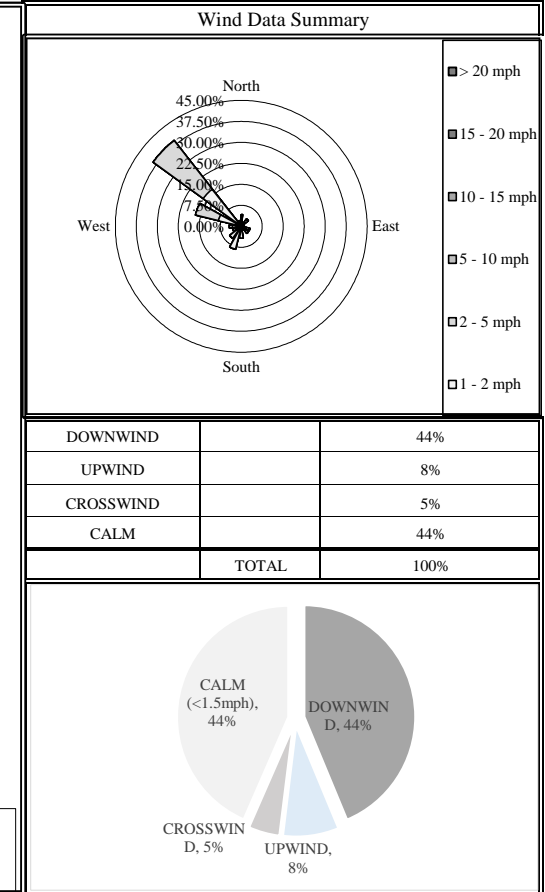 Wind Data Summary
North
45.00%
37.50%
30.00%
22.50%
15.00%
7.50%
0.00%
West
East
South
> 20 mph
15 - 20 mph
10 - 15 mph
5 - 10 mph
2 - 5 mph
1 - 2 mph
DOWNWIND 44%
UPWIND 8%
CROSSWIND 5%
CALM 44%
TOTAL 100%
CALM
(<1.5mph),
44%
DOWNWIN
D, 44%
CROSSWIN
D, 5%
UPWIND,
8%